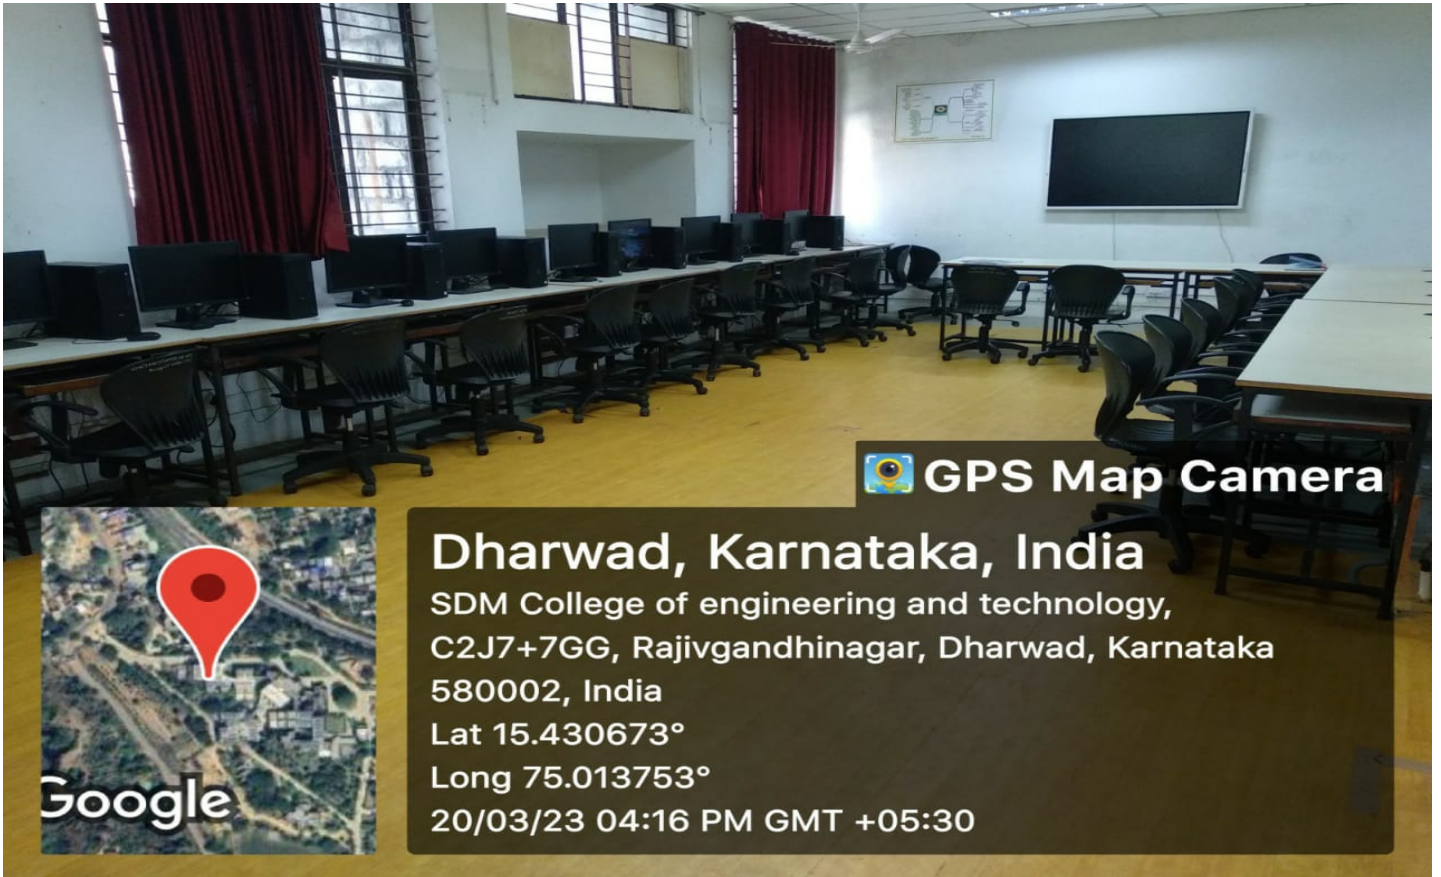 GPS Map Camera
Dharwad, Karnataka, India
SDM College of engineering and technology,
C2J7+7GG, Rajivgandhinagar, Dharwad, Karnataka
580002, India
Lat 15.430673°
Long 75.013753°
20/03/23 04:16 PM GMT +05:30
Google